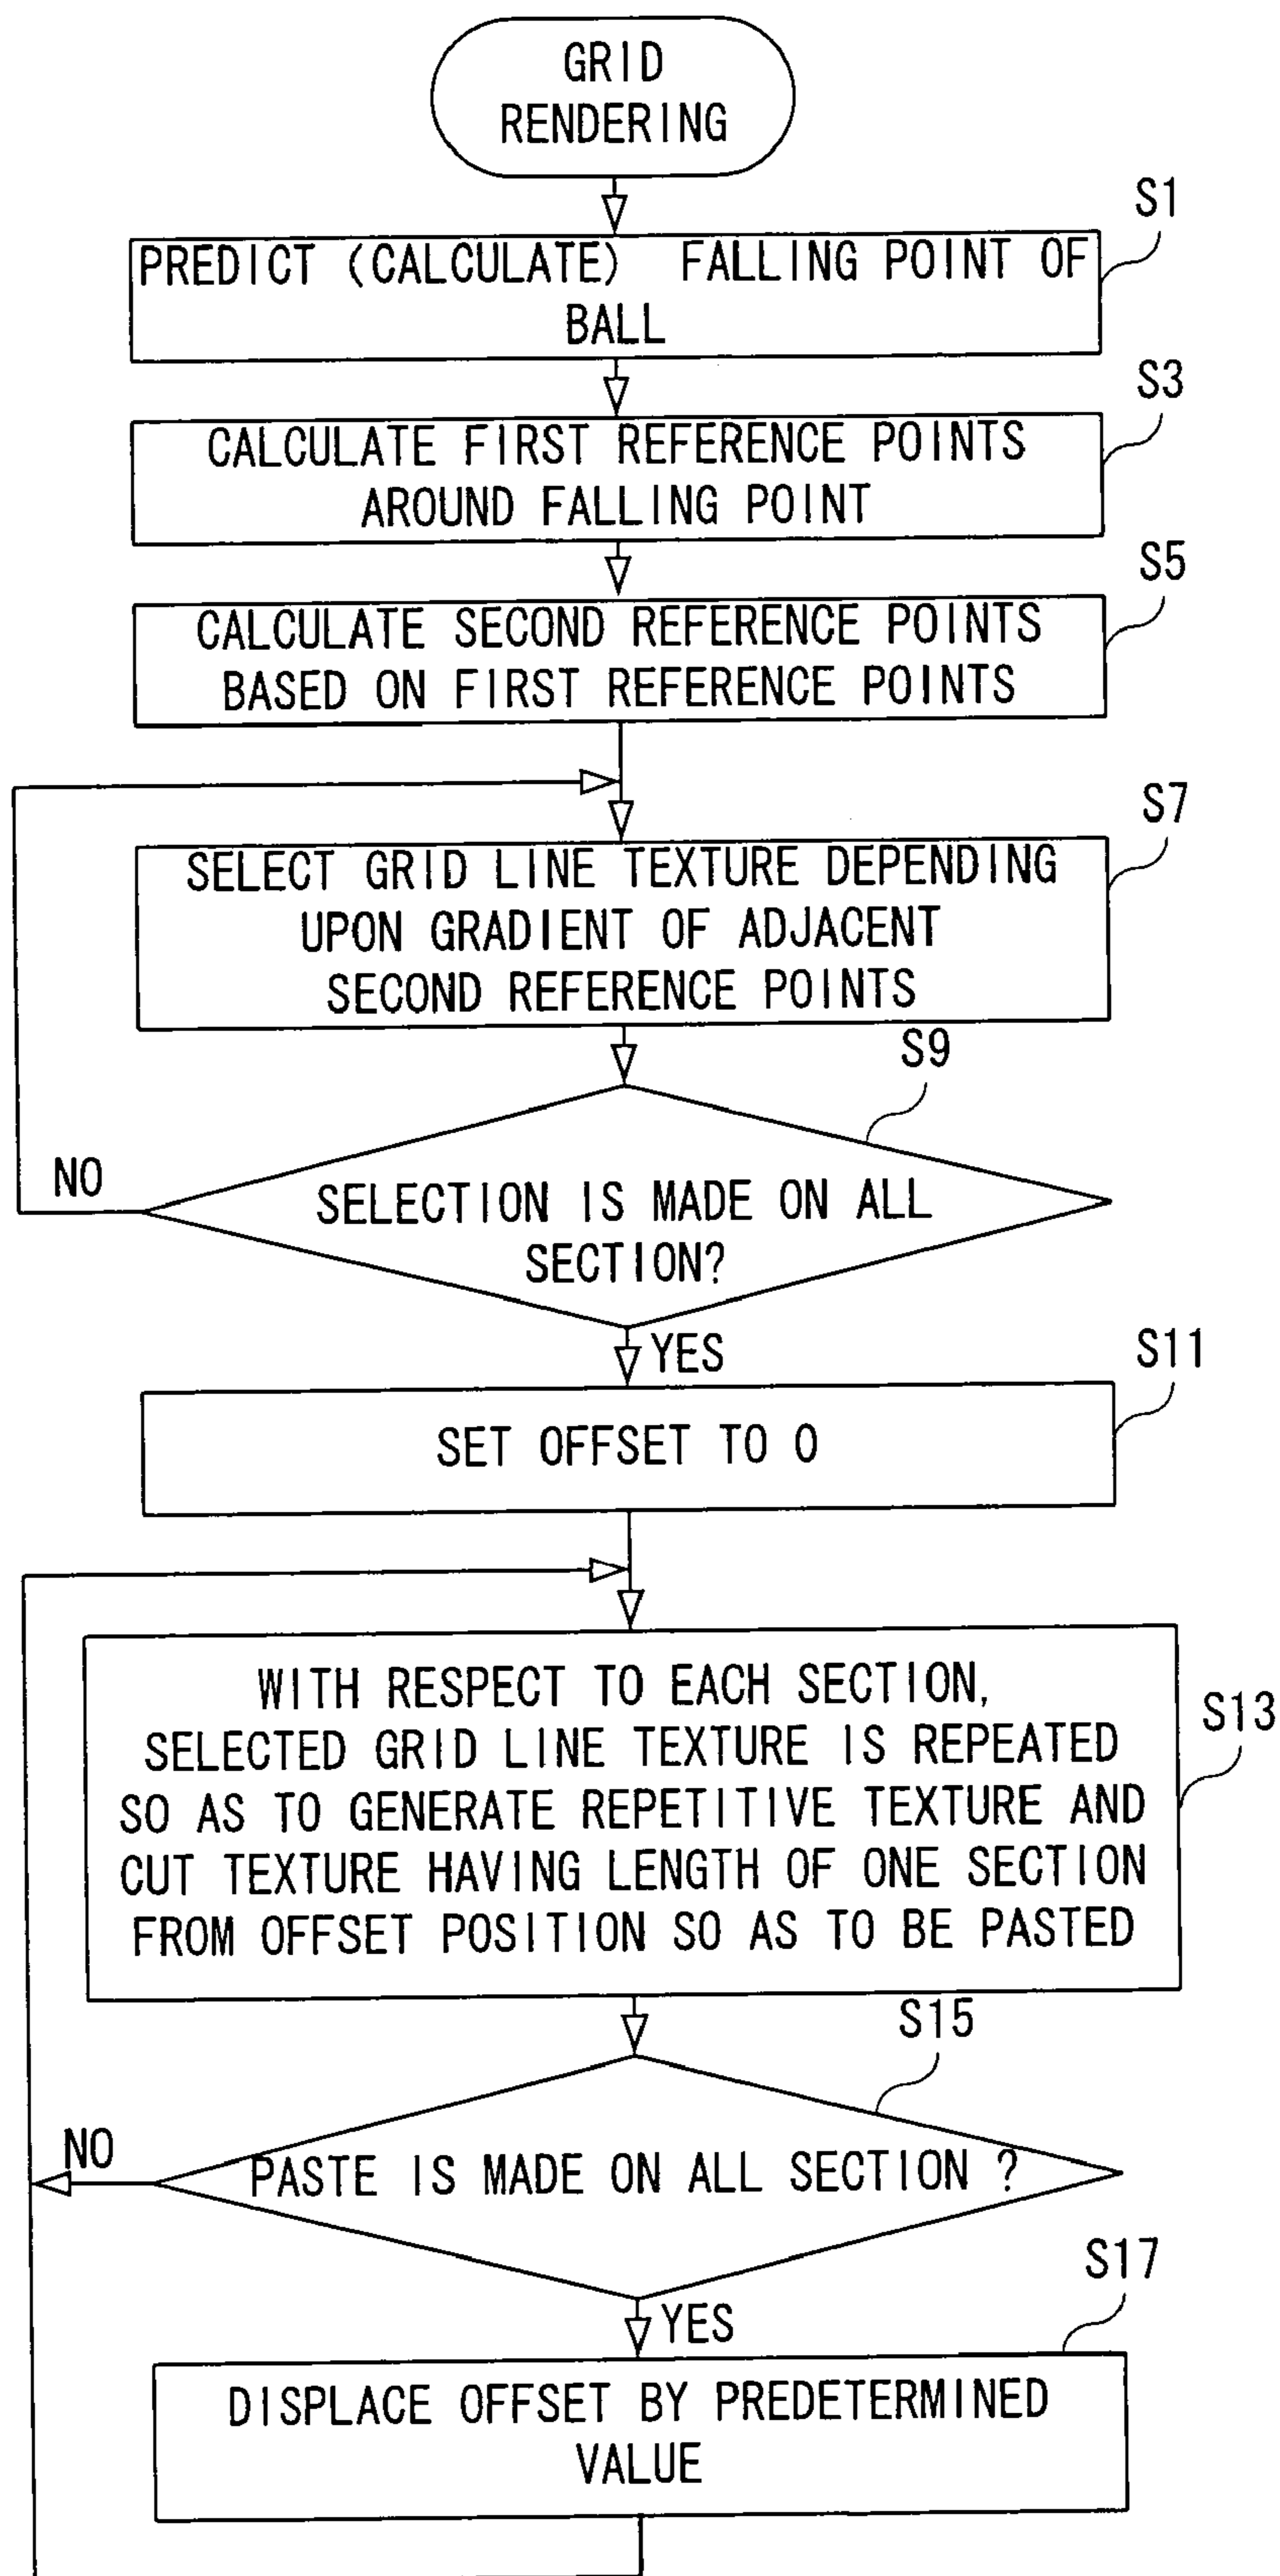 GRID
RENDERING
S1
PREDICT (CALCULATE) FALLING POINT OF
BALL
S3
CALCULATE FIRST REFERENCE POINTS
AROUND FALLING POINT
S5
CALCULATE SECOND REFERENCE POINTS
BASED ON FIRST REFERENCE POINTS
S7
SELECT GRID LINE TEXTURE DEPENDING
UPON GRADIENT OF ADJACENT
SECOND REFERENCE POINTS
S9
NO
SELECTION IS MADE ON ALL
SECTION?
YES
S11
SET OFFSET TO 0
S13
WITH RESPECT TO EACH SECTION,
SELECTED GRID LINE TEXTURE IS REPEATED
SO AS TO GENERATE REPETITIVE TEXTURE AND
CUT TEXTURE HAVING LENGTH OF ONE SECTION
FROM OFFSET POSITION SO AS TO BE PASTED
S15
NO
PASTE IS MADE ON ALL SECTION ?
YES
S17
DISPLACE OFFSET BY PREDETERMINED
VALUE